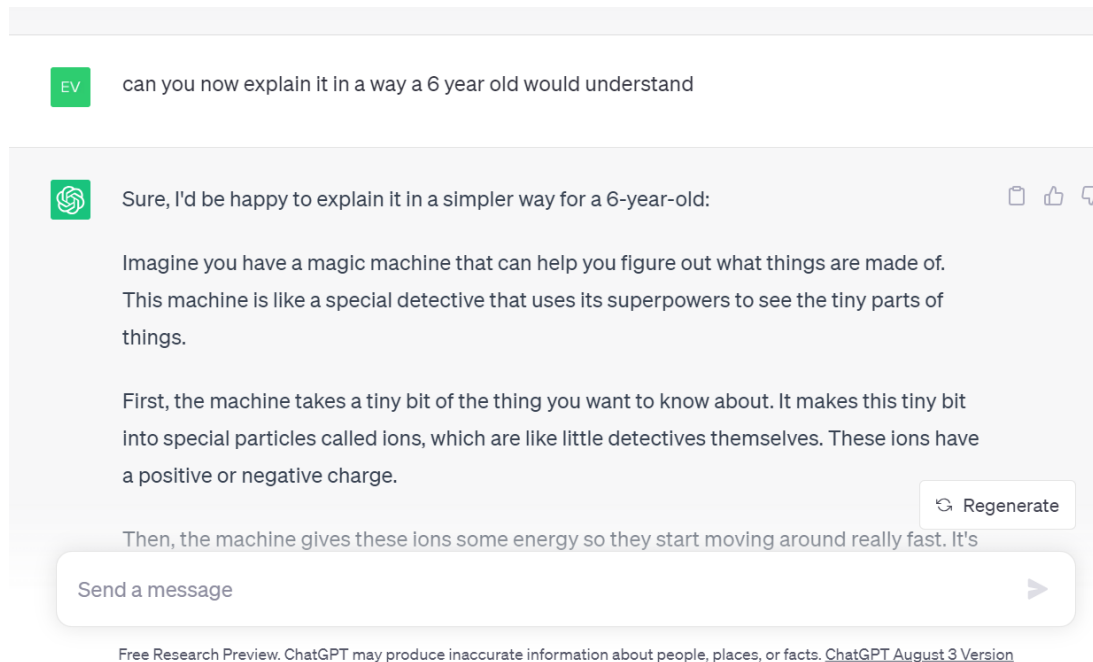 EV
can you now explain it in a way a 6 year old would understand
Sure, I'd be happy to explain it in a simpler way for a 6-year-old:
Imagine you have a magic machine that can help you figure out what things are made of.
This machine is like a special detective that uses its superpowers to see the tiny parts of
things.
First, the machine takes a tiny bit of the thing you want to know about. It makes this tiny bit
into special particles called ions, which are like little detectives themselves. These ions have
a positive or negative charge.
Regenerate
Then, the machine gives these ions some energy so they start moving around really fast. It's
Send a message
Free Research Preview. ChatGPT may produce inaccurate information about people, places, or facts. ChatGPT August 3 Version